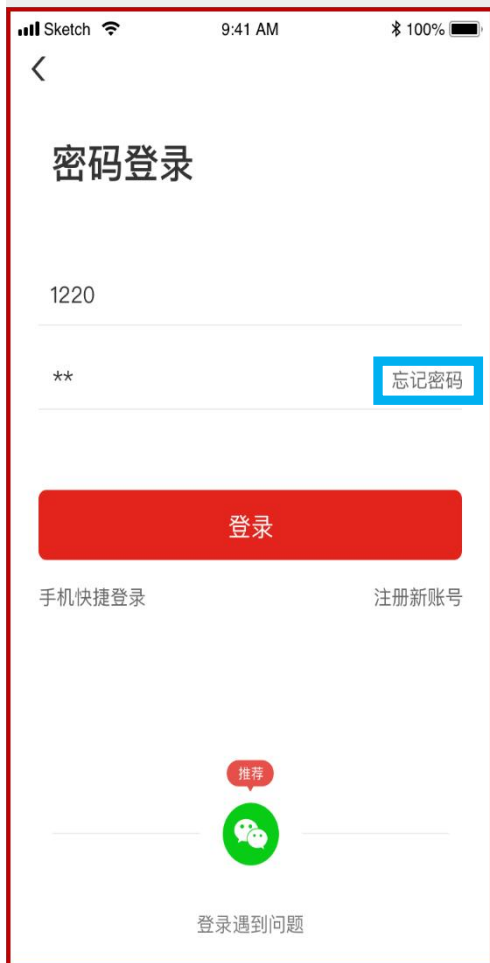 Sketch 9:41 AM 100%
密码登录
1220
** 忘记密码
登录
手机快捷登录 注册新账号
推荐
登录遇到问题